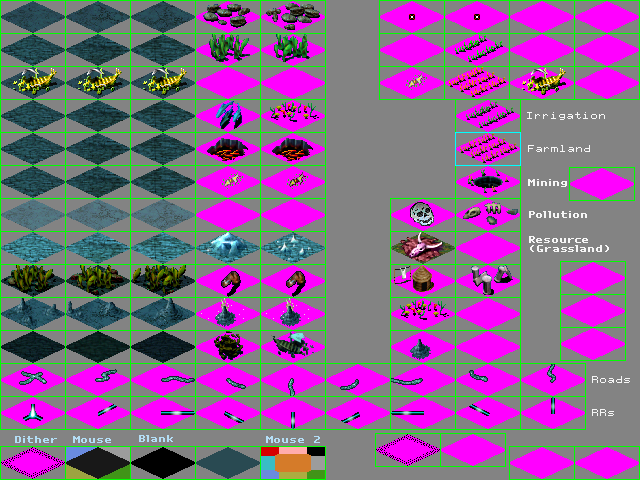 Irrigation
Farmland
Mining
Pollution
Resource
(Grassland)
Roads
RRs
Dither Mouse Blank Mouse 2